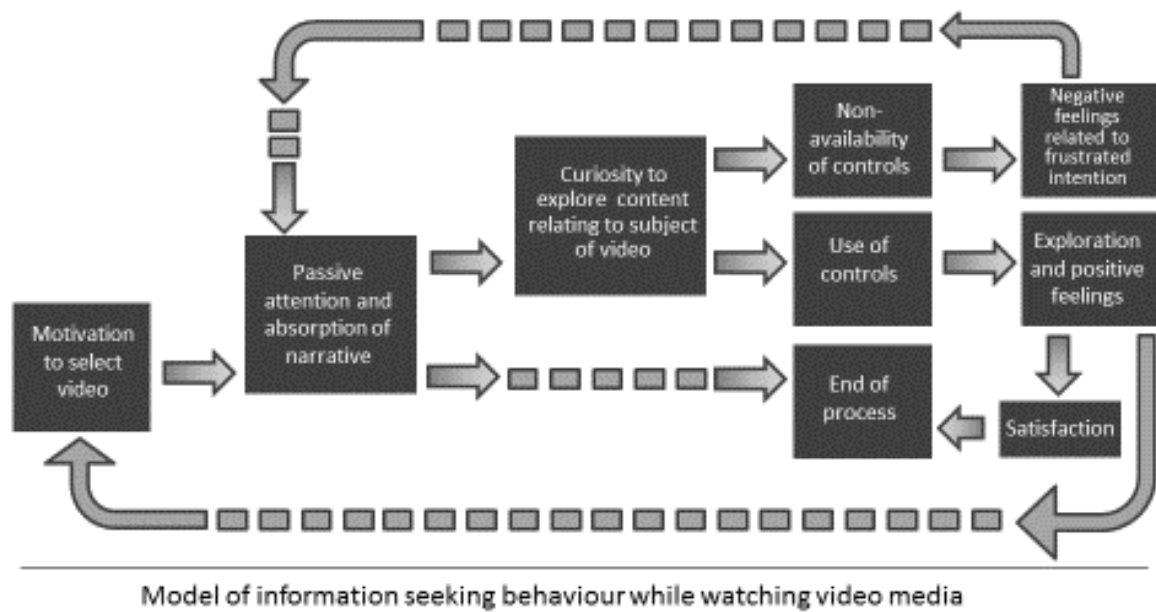 Motivation
to select
video
Passive
attention and
absorption of
narrative
Curiosity to
explore content
relating to subject
of video
Non-
availability
of controls
Negative
feelings
related to
frustrated
intention
Use of
controls
Exploration
and positive
feelings
End of
process
Satisfaction
Model of information seeking behaviour while watching video media